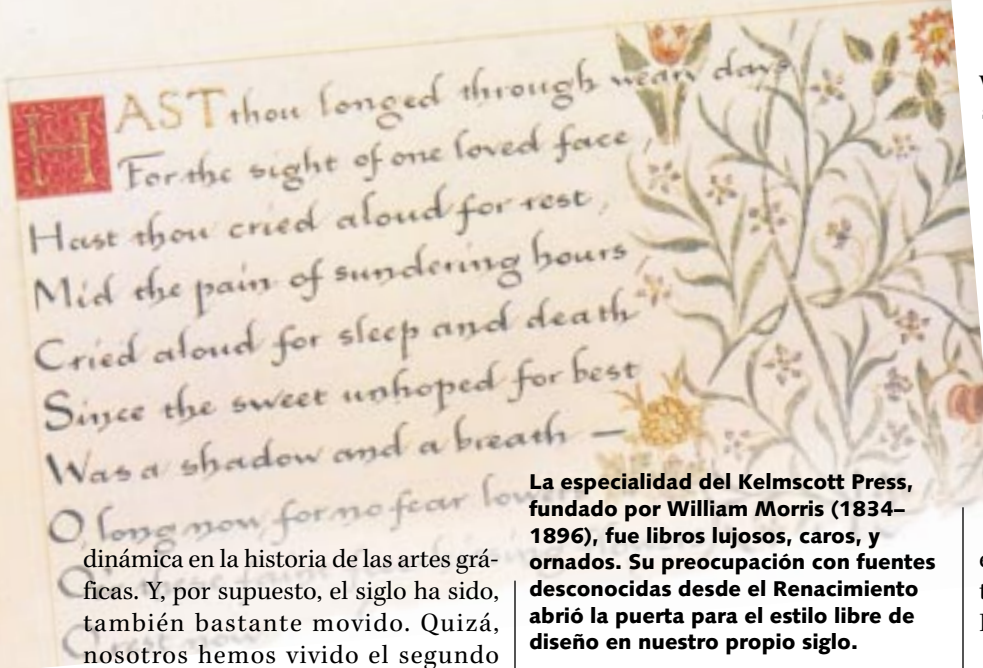 HAST thou longed through weary days
For the sight of one loved face,
Hast thou cried aloud for rest,
Mid the pain of sundering hours,
Cried aloud for sleep and death
Since the sweet unhoped for best
Was a shadow and a breath —
O long now, for no fear
dinámica en la historia de las artes grá-
ficas. Y, por supuesto, el siglo ha sido,
también bastante movido. Quizá,
nosotros hemos vivido el segundo
La especialidad del Kelmscott Press,
fundado por William Morris (1834–
1896), fue libros lujosos, caros, y
ornados. Su preocupación con fuentes
desconocidas desde el Renacimiento
abrió la puerta para el estilo libre de
diseño en nuestro propio siglo.